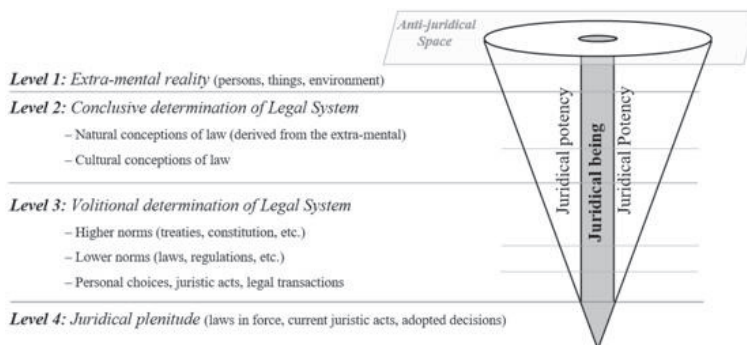 Anti-juridical
Space
Level 1: Extra-mental reality (persons, things, environment)
Level 2: Conclusive determination of Legal System
– Natural conceptions of law (derived from the extra-mental)
– Cultural conceptions of law
Level 3: Volitional determination of Legal System
– Higher norms (treaties, constitution, etc.)
– Lower norms (laws, regulations, etc.)
– Personal choices, juristic acts, legal transactions
Level 4: Juridical plenitude (laws in force, current juristic acts, adopted decisions)
Juridical potency
Juridical being
Juridical Potency